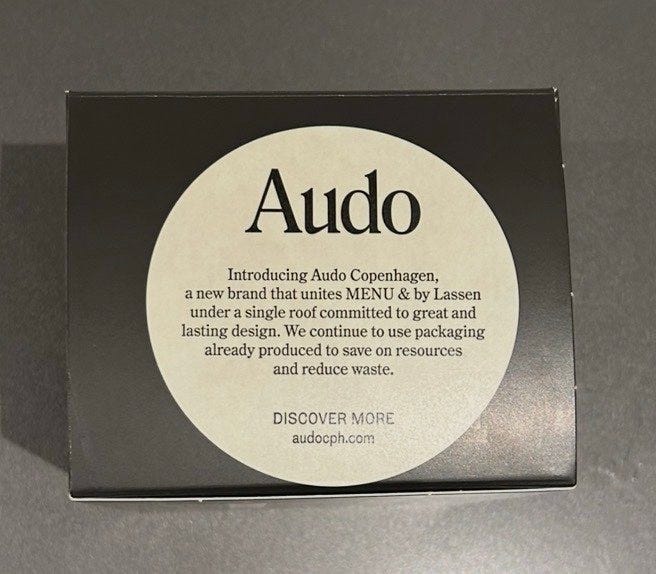 Audo
Introducing Audo Copenhagen,
a new brand that unites MENU & by Lassen
under a single roof committed to great and
lasting design. We continue to use packaging
already produced to save on resources
and reduce waste.
DISCOVER MORE
audocph.com